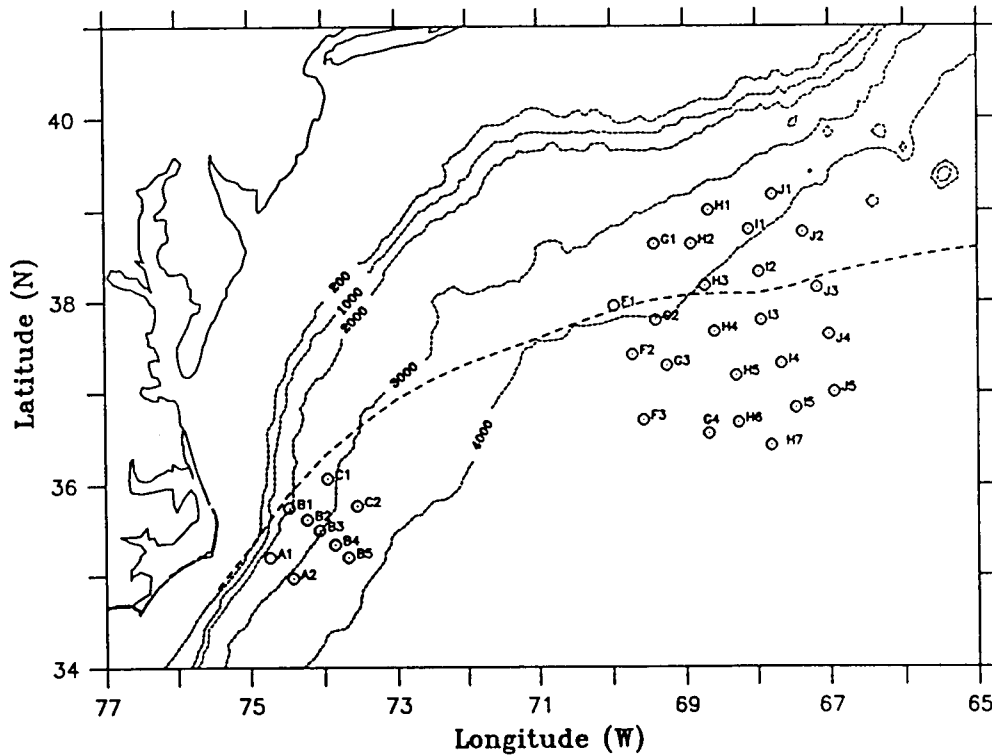 40
38
36
34
Latitude (N)
77
75
73
71
69
67
65
Longitude (W)
200
1000
2000
3000
4000
J1
H1
I1
J2
G1
H2
I2
H3
J3
E1
G2
I3
H4
J4
F2
G3
I4
H5
J5
I5
F3
G4
H6
H7
C1
C2
B1
B2
B3
B4
B5
A1
A2